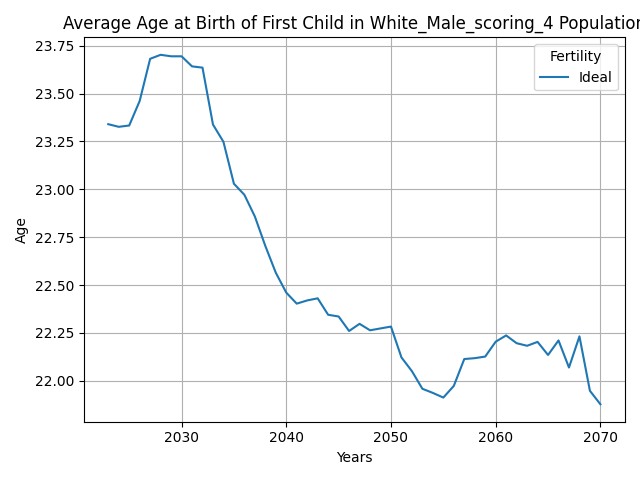 Average Age at Birth of First Child in White_Male_scoring_4 Population
Fertility
Ideal
23.75
23.50
23.25
23.00
22.75
22.50
22.25
22.00
Age
2030 2040 2050 2060 2070
Years